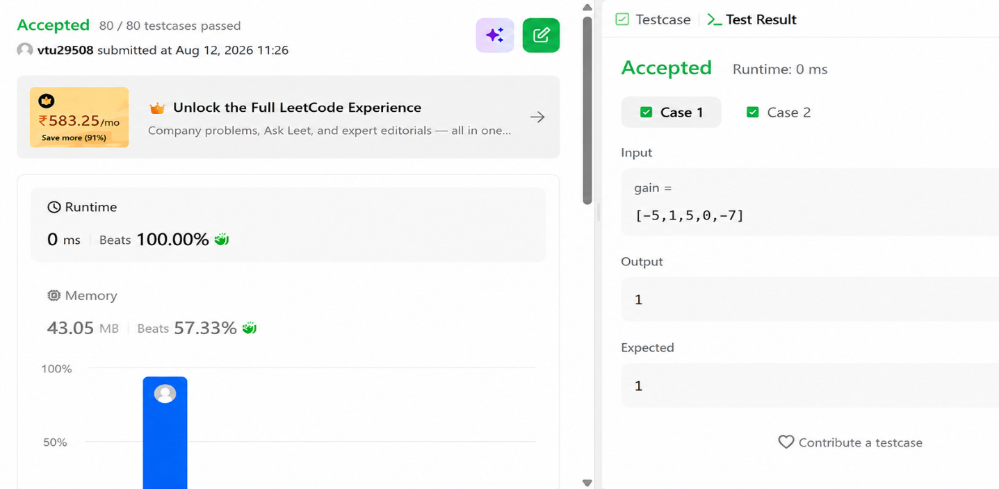 Accepted 80 / 80 testcases passed
vtu29508 submitted at Aug 12, 2026 11:26
₹583.25/mo
Save more (91%)
Unlock the Full LeetCode Experience
Company problems, Ask Leet, and expert editorials — all in one...
Runtime
0 ms Beats 100.00%
Memory
43.05 MB Beats 57.33%
100%
50%
Testcase Test Result
Accepted Runtime: 0 ms
Case 1 Case 2
Input
gain =
[-5,1,5,0,-7]
Output
1
Expected
1
Contribute a testcase